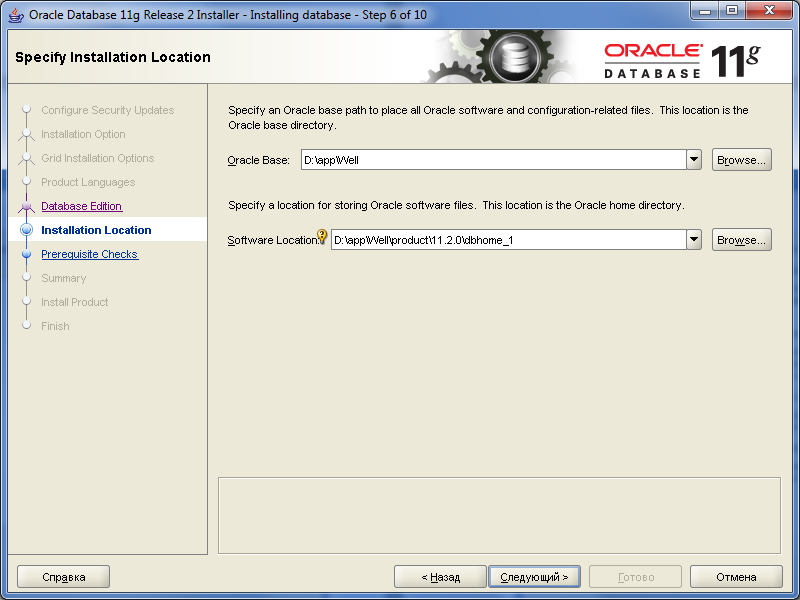 Oracle Database 11g Release 2 Installer - Installing database - Step 6 of 10
Specify Installation Location
ORACLE®
DATABASE
11g
Configure Security Updates
Installation Option
Grid Installation Options
Product Languages
Database Edition
Installation Location
Prerequisite Checks
Summary
Install Product
Finish
Specify an Oracle base path to place all Oracle software and configuration-related files. This location is the
Oracle base directory.
Oracle Base: D:\app\Well Browse...
Specify a location for storing Oracle software files. This location is the Oracle home directory.
Software Location: D:\app\Well\product\11.2.0\dbhome_1 Browse...
Справка < Назад Следующий > Готово Отмена